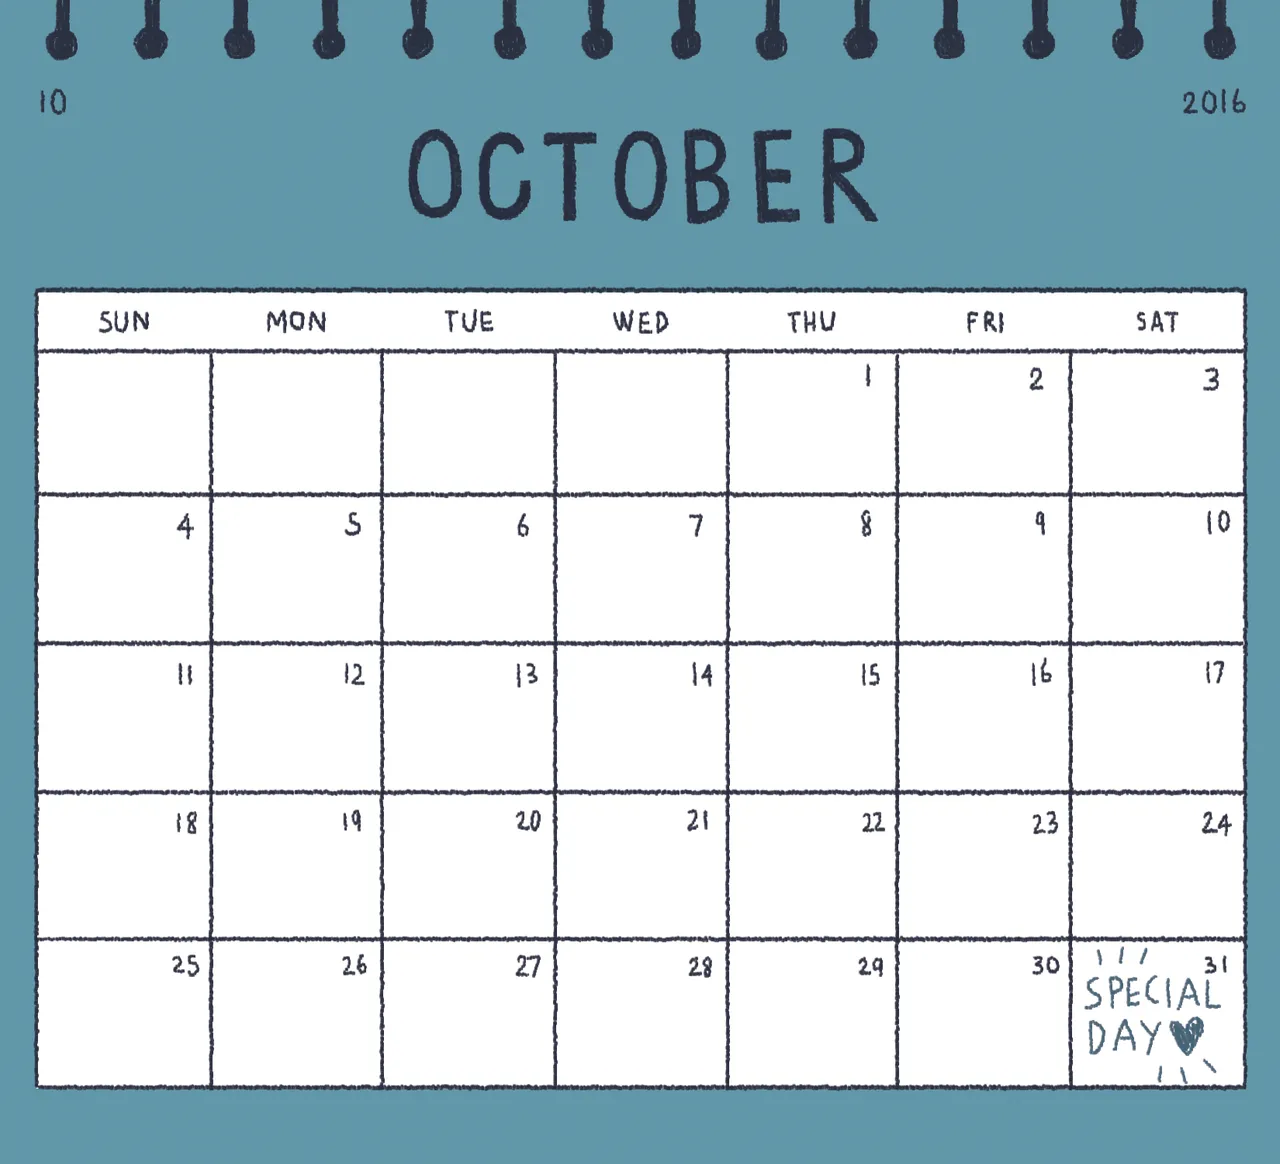 10 2016
OCTOBER
SUN MON TUE WED THU FRI SAT
1 2 3
4 5 6 7 8 9 10
11 12 13 14 15 16 17
18 19 20 21 22 23 24
25 26 27 28 29 30 31
SPECIAL
DAY